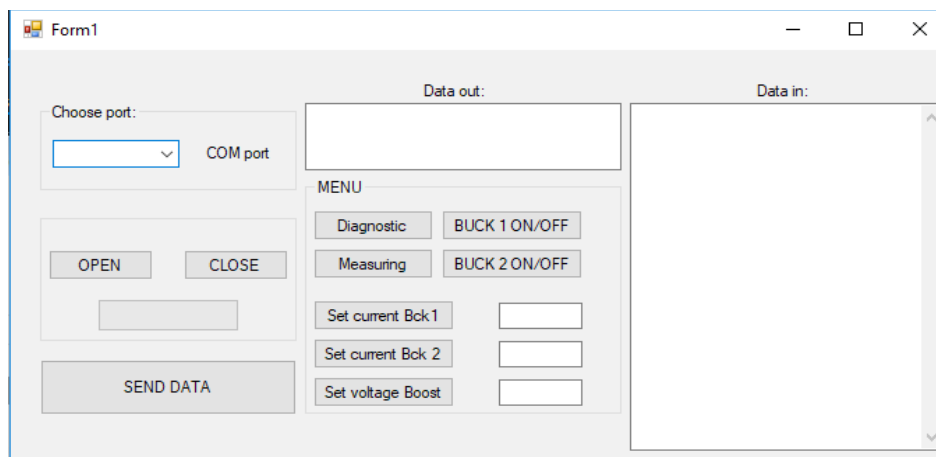 Form1
Choose port:
COM port
OPEN
CLOSE
SEND DATA
Data out:
MENU
Diagnostic
BUCK 1 ON/OFF
Measuring
BUCK 2 ON/OFF
Set current Bck1
Set current Bck 2
Set voltage Boost
Data in: